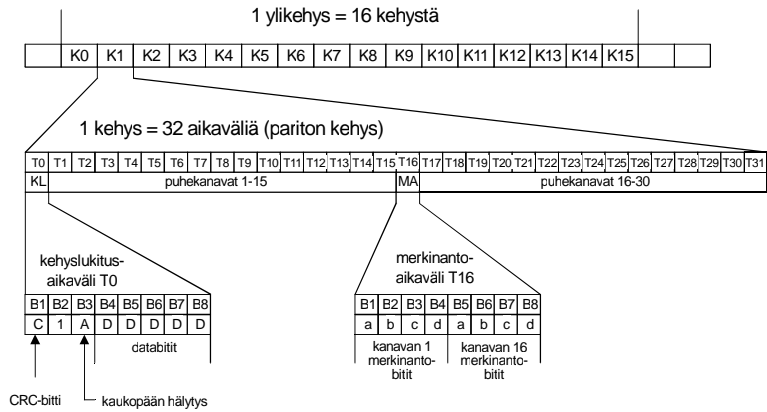 1 ylikehys = 16 kehystä
K0 K1 K2 K3 K4 K5 K6 K7 K8 K9 K10 K11 K12 K13 K14 K15
1 kehys = 32 aikaväliä (pariton kehys)
T0 T1 T2 T3 T4 T5 T6 T7 T8 T9 T10 T11 T12 T13 T14 T15 T16 T17 T18 T19 T20 T21 T22 T23 T24 T25 T26 T27 T28 T29 T30 T31
KL puhekanavat 1-15 MA puhekanavat 16-30
kehyslukitus-
aikaväli T0
B1 B2 B3 B4 B5 B6 B7 B8
C 1 A D D D D D
databitit
CRC-bitti
kaukopään hälytys
merkinanto-
aikaväli T16
B1 B2 B3 B4 B5 B6 B7 B8
a b c d a b c d
kanavan 1
merkinanto-
bitit
kanavan 16
merkinanto-
bitit